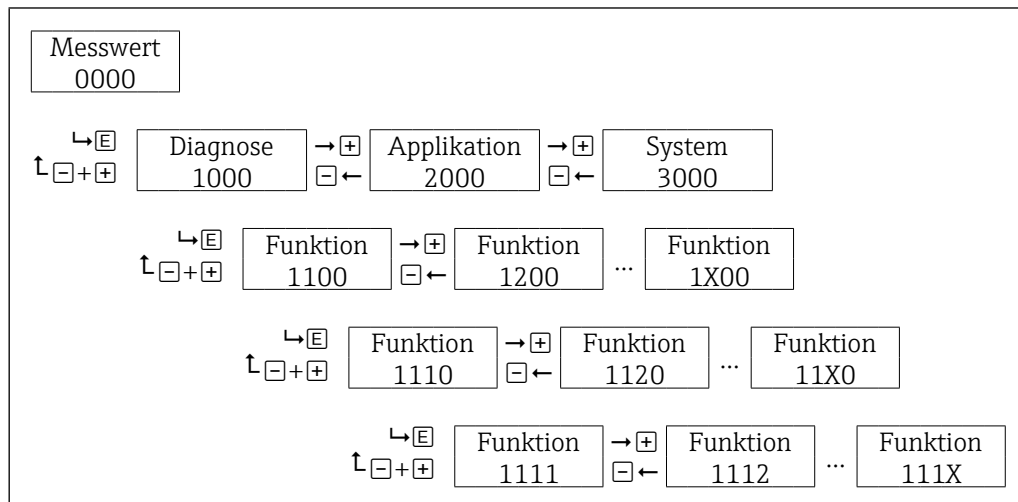 Messwert
0000
↳ E Diagnose → + Applikation → + System
⮤ - + + 1000 - ← 2000 - ← 3000
↳ E Funktion → + Funktion Funktion
⮤ - + + 1100 - ← 1200 ... 1X00
↳ E Funktion → + Funktion Funktion
⮤ - + + 1110 - ← 1120 ... 11X0
↳ E Funktion → + Funktion Funktion
⮤ - + + 1111 - ← 1112 ... 111X